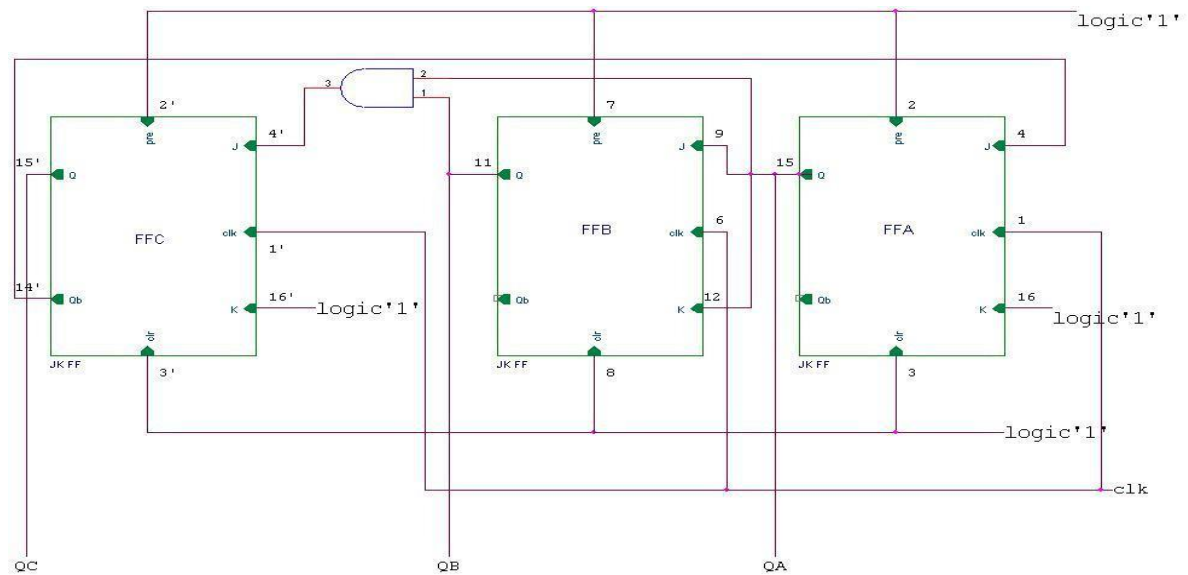 logic'1'
3 2
1
2' 7 2
pre pre pre
4' 9 4
J J J
15' 11 15
Q Q Q
FFC FFB FFA
clk 6 clk 1 clk
1'
14'
Qb Qb Qb
16' 12 16
K logic'1' K K logic'1'
clr clr clr
JK FF JK FF JK FF
3' 8 3
logic'1'
clk
QC QB QA